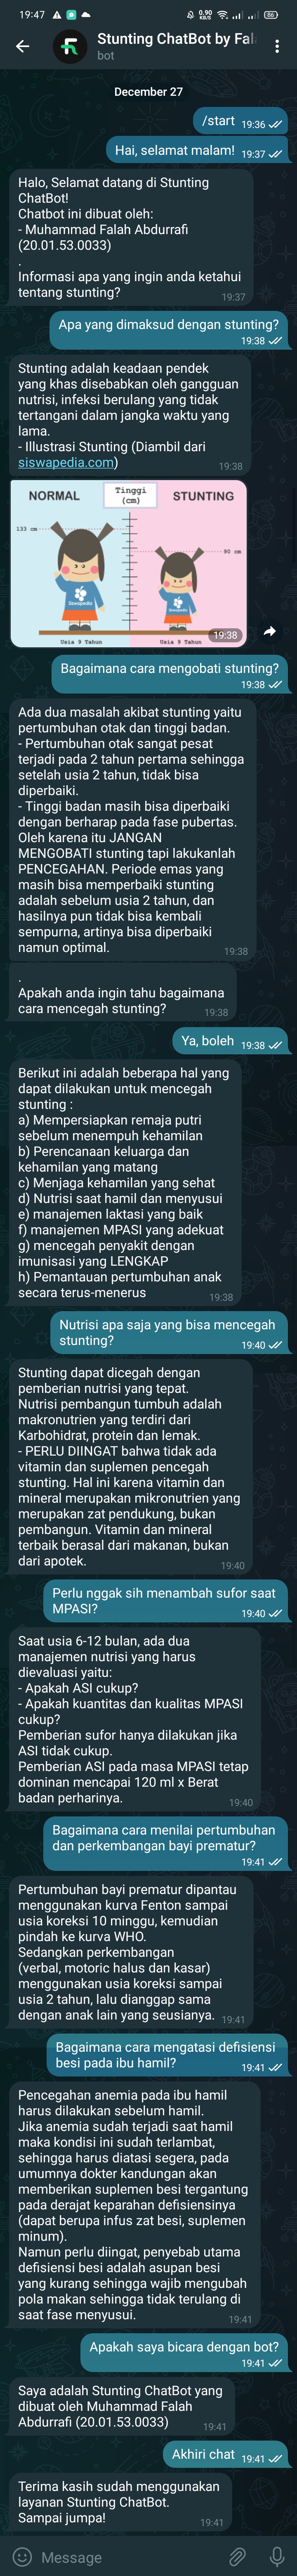 19:47
0.90
KB/S
Stunting ChatBot by Fal
bot
December 27
/start 19:36
Hai, selamat malam! 19:37
Halo, Selamat datang di Stunting
ChatBot!
Chatbot ini dibuat oleh:
- Muhammad Falah Abdurrafi
(20.01.53.0033)
.
Informasi apa yang ingin anda ketahui
tentang stunting?
19:37
Apa yang dimaksud dengan stunting?
19:38
Stunting adalah keadaan pendek
yang khas disebabkan oleh gangguan
nutrisi, infeksi berulang yang tidak
tertangani dalam jangka waktu yang
lama.
- Illustrasi Stunting (Diambil dari
siswapedia.com)
19:38
NORMAL
Tinggi
(cm)
STUNTING
133 cm
90 cm
Siswapedia
Siswapedia
Usia 9 Tahun
Usia 9 Tahun
19:38
Bagaimana cara mengobati stunting?
19:38
Ada dua masalah akibat stunting yaitu
pertumbuhan otak dan tinggi badan.
- Pertumbuhan otak sangat pesat
terjadi pada 2 tahun pertama sehingga
setelah usia 2 tahun, tidak bisa
diperbaiki.
- Tinggi badan masih bisa diperbaiki
dengan berharap pada fase pubertas.
Oleh karena itu JANGAN
MENGOBATI stunting tapi lakukanlah
PENCEGAHAN. Periode emas yang
masih bisa memperbaiki stunting
adalah sebelum usia 2 tahun, dan
hasilnya pun tidak bisa kembali
sempurna, artinya bisa diperbaiki
namun optimal.
19:38
.
Apakah anda ingin tahu bagaimana
cara mencegah stunting?
19:38
Ya, boleh 19:38
Berikut ini adalah beberapa hal yang
dapat dilakukan untuk mencegah
stunting :
a) Mempersiapkan remaja putri
sebelum menempuh kehamilan
b) Perencanaan keluarga dan
kehamilan yang matang
c) Menjaga kehamilan yang sehat
d) Nutrisi saat hamil dan menyusui
e) manajemen laktasi yang baik
f) manajemen MPASI yang adekuat
g) mencegah penyakit dengan
imunisasi yang LENGKAP
h) Pemantauan pertumbuhan anak
secara terus-menerus
19:38
Nutrisi apa saja yang bisa mencegah
stunting?
19:40
Stunting dapat dicegah dengan
pemberian nutrisi yang tepat.
Nutrisi pembangun tumbuh adalah
makronutrien yang terdiri dari
Karbohidrat, protein dan lemak.
- PERLU DIINGAT bahwa tidak ada
vitamin dan suplemen pencegah
stunting. Hal ini karena vitamin dan
mineral merupakan mikronutrien yang
merupakan zat pendukung, bukan
pembangun. Vitamin dan mineral
terbaik berasal dari makanan, bukan
dari apotek.
19:40
Perlu nggak sih menambah sufor saat
MPASI?
19:40
Saat usia 6-12 bulan, ada dua
manajemen nutrisi yang harus
dievaluasi yaitu:
- Apakah ASI cukup?
- Apakah kuantitas dan kualitas MPASI
cukup?
Pemberian sufor hanya dilakukan jika
ASI tidak cukup.
Pemberian ASI pada masa MPASI tetap
dominan mencapai 120 ml x Berat
badan perharinya.
19:40
Bagaimana cara menilai pertumbuhan
dan perkembangan bayi prematur?
19:41
Pertumbuhan bayi prematur dipantau
menggunakan kurva Fenton sampai
usia koreksi 10 minggu, kemudian
pindah ke kurva WHO.
Sedangkan perkembangan
(verbal, motoric halus dan kasar)
menggunakan usia koreksi sampai
usia 2 tahun, lalu dianggap sama
dengan anak lain yang seusianya.
19:41
Bagaimana cara mengatasi defisiensi
besi pada ibu hamil?
19:41
Pencegahan anemia pada ibu hamil
harus dilakukan sebelum hamil.
Jika anemia sudah terjadi saat hamil
maka kondisi ini sudah terlambat,
sehingga harus diatasi segera, pada
umumnya dokter kandungan akan
memberikan suplemen besi tergantung
pada derajat keparahan defisiensinya
(dapat berupa infus zat besi, suplemen
minum).
Namun perlu diingat, penyebab utama
defisiensi besi adalah asupan besi
yang kurang sehingga wajib mengubah
pola makan sehingga tidak terulang di
saat fase menyusui.
19:41
Apakah saya bicara dengan bot?
19:41
Saya adalah Stunting ChatBot yang
dibuat oleh Muhammad Falah
Abdurrafi (20.01.53.0033)
19:41
Akhiri chat 19:41
Terima kasih sudah menggunakan
layanan Stunting ChatBot.
Sampai jumpa!
19:41
Message